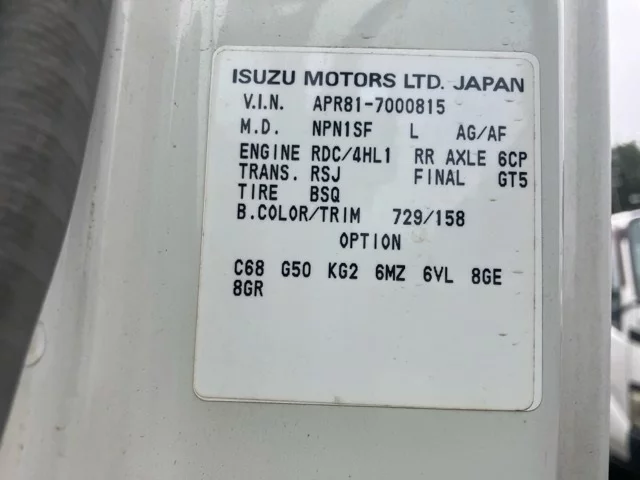 ISUZU MOTORS LTD. JAPAN
V.I.N. APR81-7000815
M.D. NPN1SF L AG/AF
ENGINE RDC/4HL1 RR AXLE 6CP
TRANS. RSJ FINAL GT5
TIRE BSQ
B.COLOR/TRIM 729/158
OPTION
C68 G50 KG2 6MZ 6VL 8GE
8GR